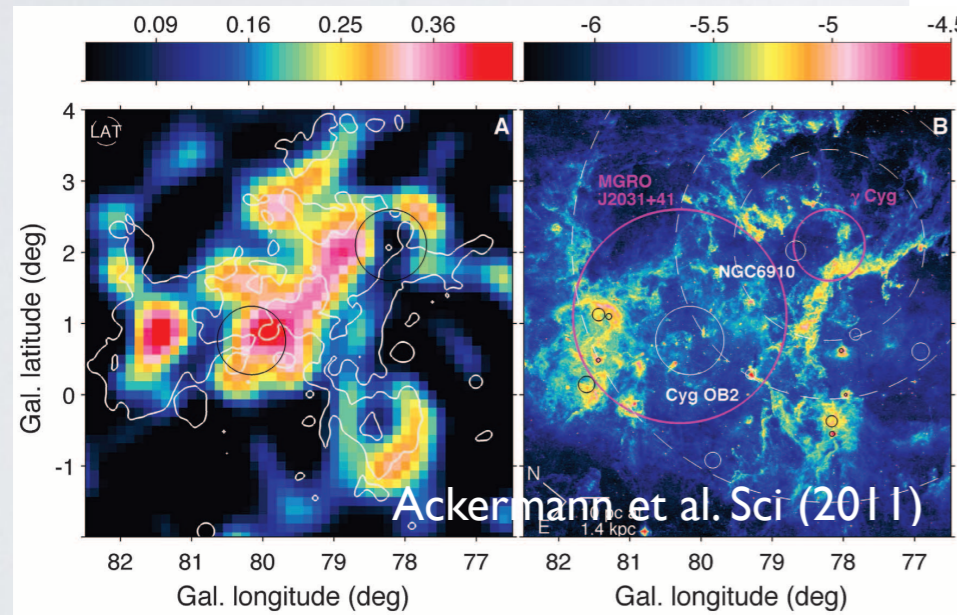 0.09 0.16 0.25 0.36
-6 -5.5 -5 -4.5
4
3
2
1
0
-1
Gal. latitude (deg)
LAT
A
B
MGRO
J2031+41
γ Cyg
NGC6910
Cyg OB2
N
E
1.4 kpc
Ackermann et al. Sci (2011)
82 81 80 79 78 77
82 81 80 79 78 77
Gal. longitude (deg)
Gal. longitude (deg)